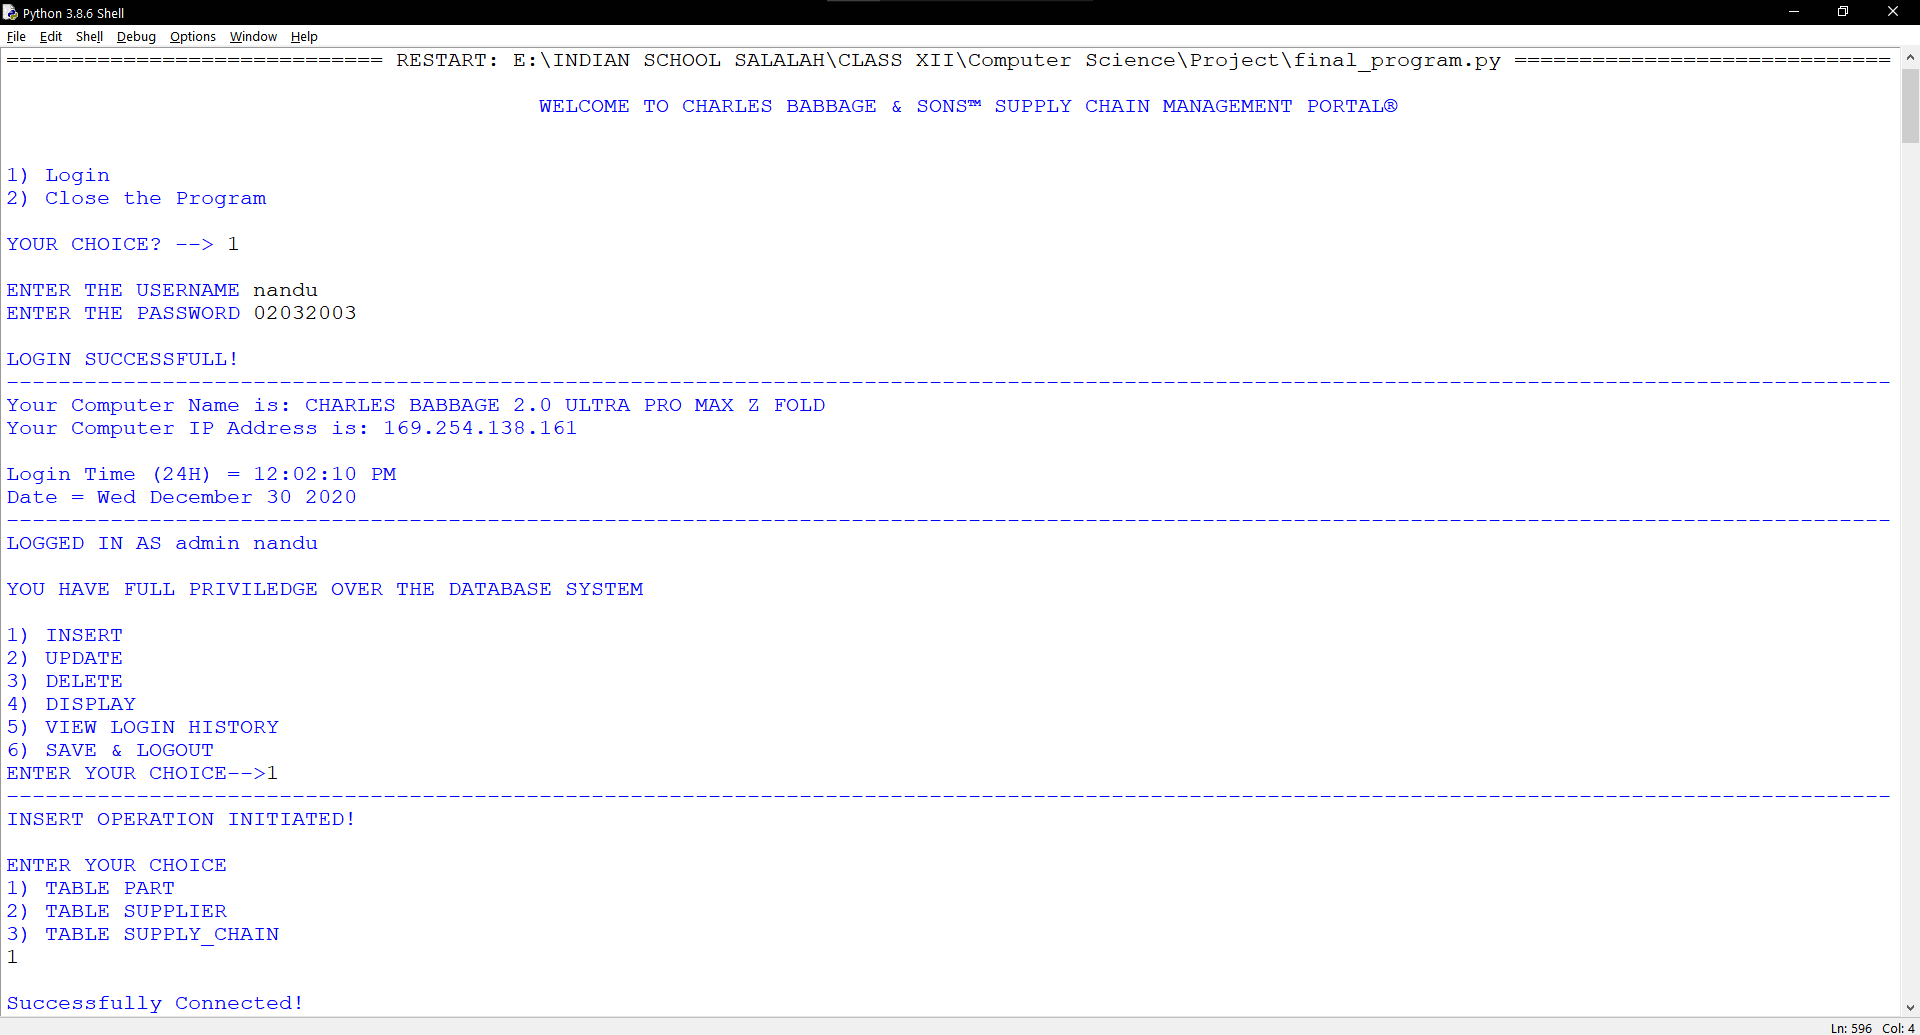 Python 3.8.6 Shell
File Edit Shell Debug Options Window Help
============================= RESTART: E:\INDIAN SCHOOL SALALAH\CLASS XII\Computer Science\Project\final_program.py =============================
WELCOME TO CHARLES BABBAGE & SONS™ SUPPLY CHAIN MANAGEMENT PORTAL®
1) Login
2) Close the Program
YOUR CHOICE? --> 1
ENTER THE USERNAME nandu
ENTER THE PASSWORD 02032003
LOGIN SUCCESSFULL!
-------------------------------------------------------------------------------------------------------------------------------------------------
Your Computer Name is: CHARLES BABBAGE 2.0 ULTRA PRO MAX Z FOLD
Your Computer IP Address is: 169.254.138.161
Login Time (24H) = 12:02:10 PM
Date = Wed December 30 2020
-------------------------------------------------------------------------------------------------------------------------------------------------
LOGGED IN AS admin nandu
YOU HAVE FULL PRIVILEDGE OVER THE DATABASE SYSTEM
1) INSERT
2) UPDATE
3) DELETE
4) DISPLAY
5) VIEW LOGIN HISTORY
6) SAVE & LOGOUT
ENTER YOUR CHOICE-->1
-------------------------------------------------------------------------------------------------------------------------------------------------
INSERT OPERATION INITIATED!
ENTER YOUR CHOICE
1) TABLE PART
2) TABLE SUPPLIER
3) TABLE SUPPLY_CHAIN
1
Successfully Connected!
Ln: 596 Col: 4